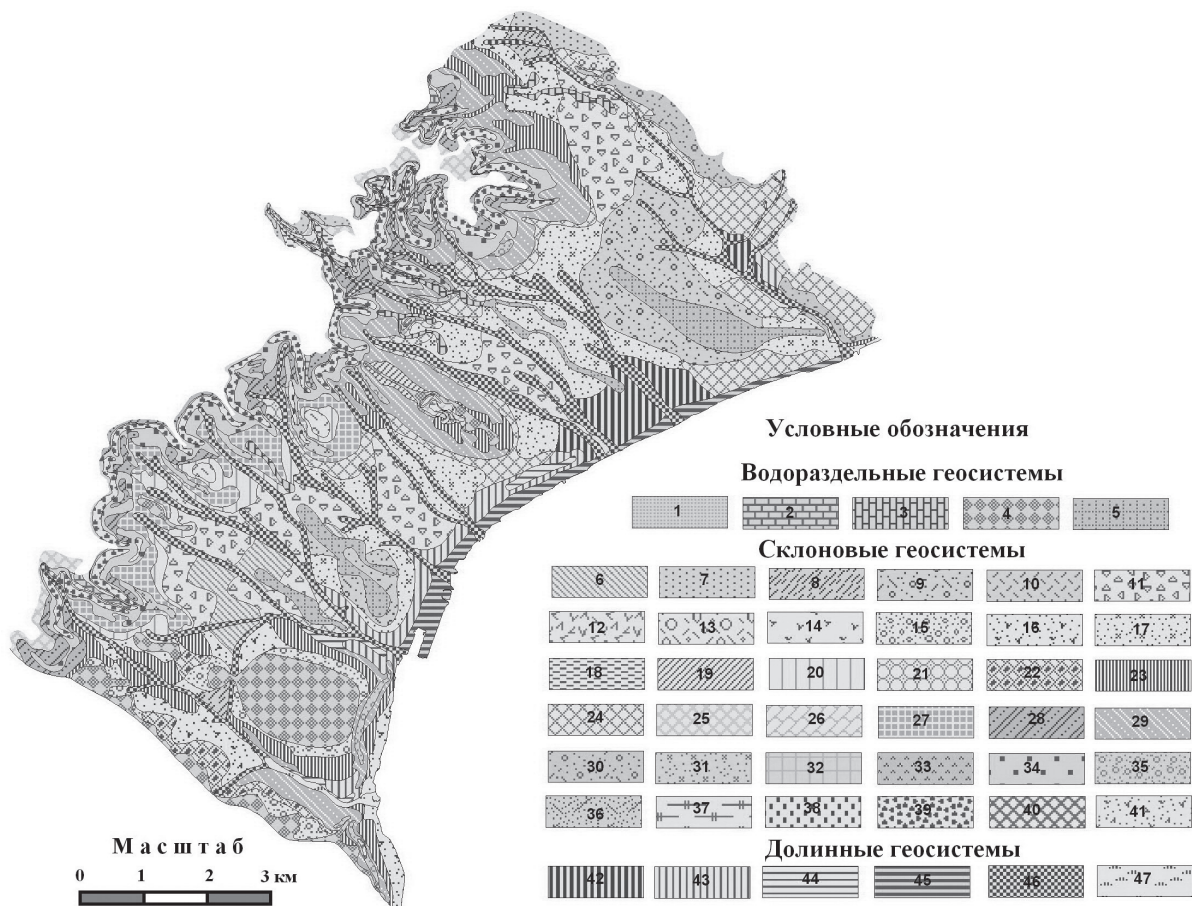 Условные обозначения
Водораздельные геосистемы
1 2 3 4 5
Склоновые геосистемы
6 7 8 9 10 11
12 13 14 15 16 17
18 19 20 21 22 23
24 25 26 27 28 29
30 31 32 33 34 35
36 37 38 39 40 41
Долинные геосистемы
42 43 44 45 46 47
Масштаб
0 1 2 3 км